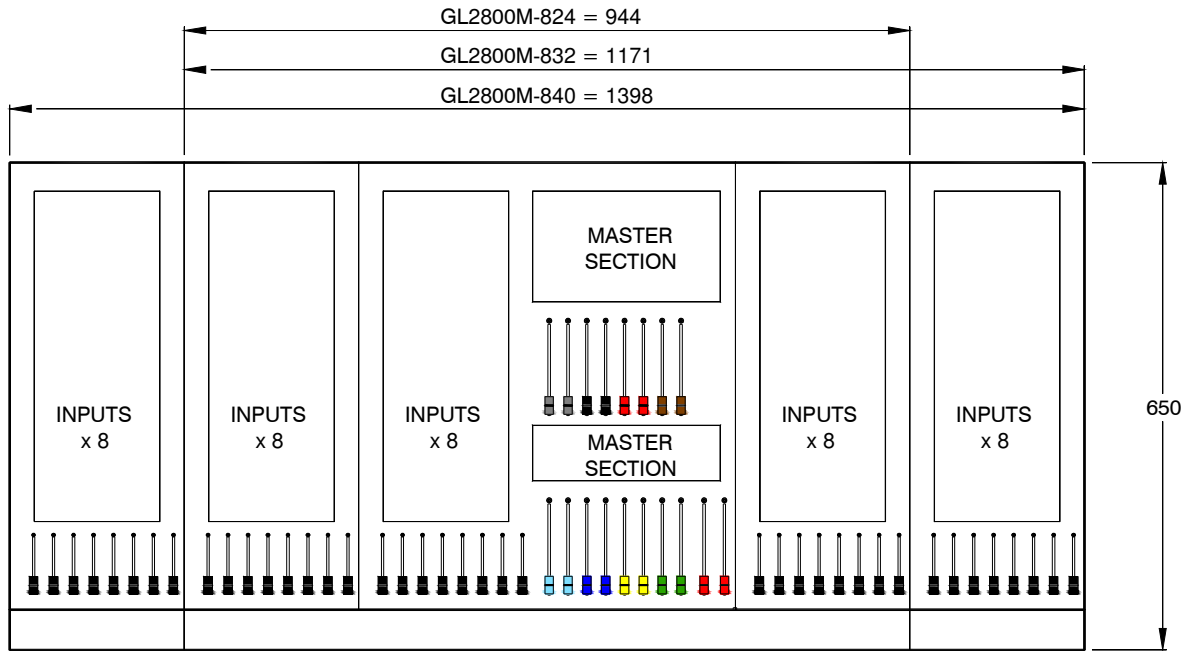 GL2800M-824 = 944
GL2800M-832 = 1171
GL2800M-840 = 1398
MASTER
SECTION
INPUTS
x 8
INPUTS
x 8
INPUTS
x 8
MASTER
SECTION
INPUTS
x 8
INPUTS
x 8
650